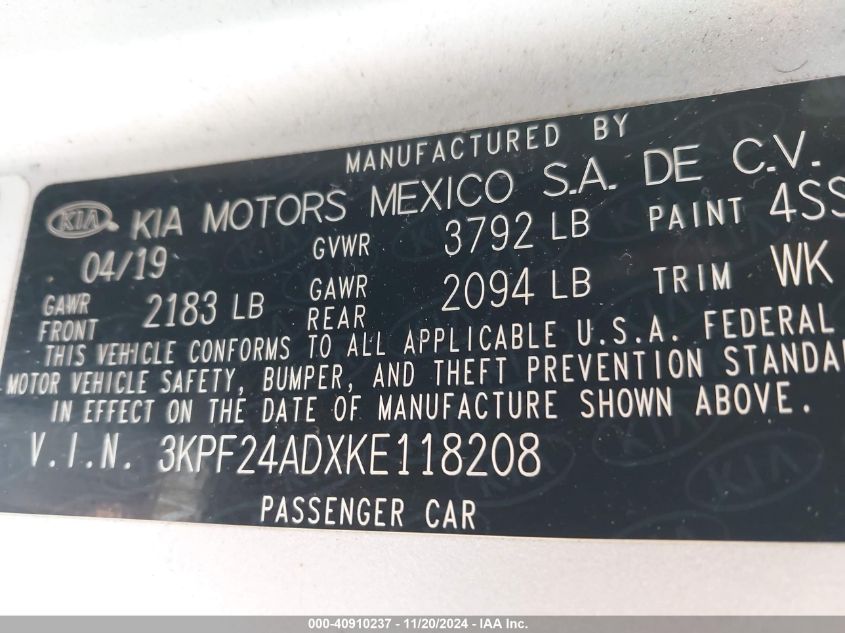 MANUFACTURED BY
KIA KIA MOTORS MEXICO S.A. DE C.V.
04/19 GVWR 3792 LB PAINT 4SS
GAWR FRONT 2183 LB GAWR REAR 2094 LB TRIM WK
THIS VEHICLE CONFORMS TO ALL APPLICABLE U.S.A. FEDERAL
MOTOR VEHICLE SAFETY, BUMPER, AND THEFT PREVENTION STANDA
IN EFFECT ON THE DATE OF MANUFACTURE SHOWN ABOVE.
V.I.N. 3KPF24ADXKE118208
PASSENGER CAR
000-40910237 - 11/20/2024 - IAA Inc.